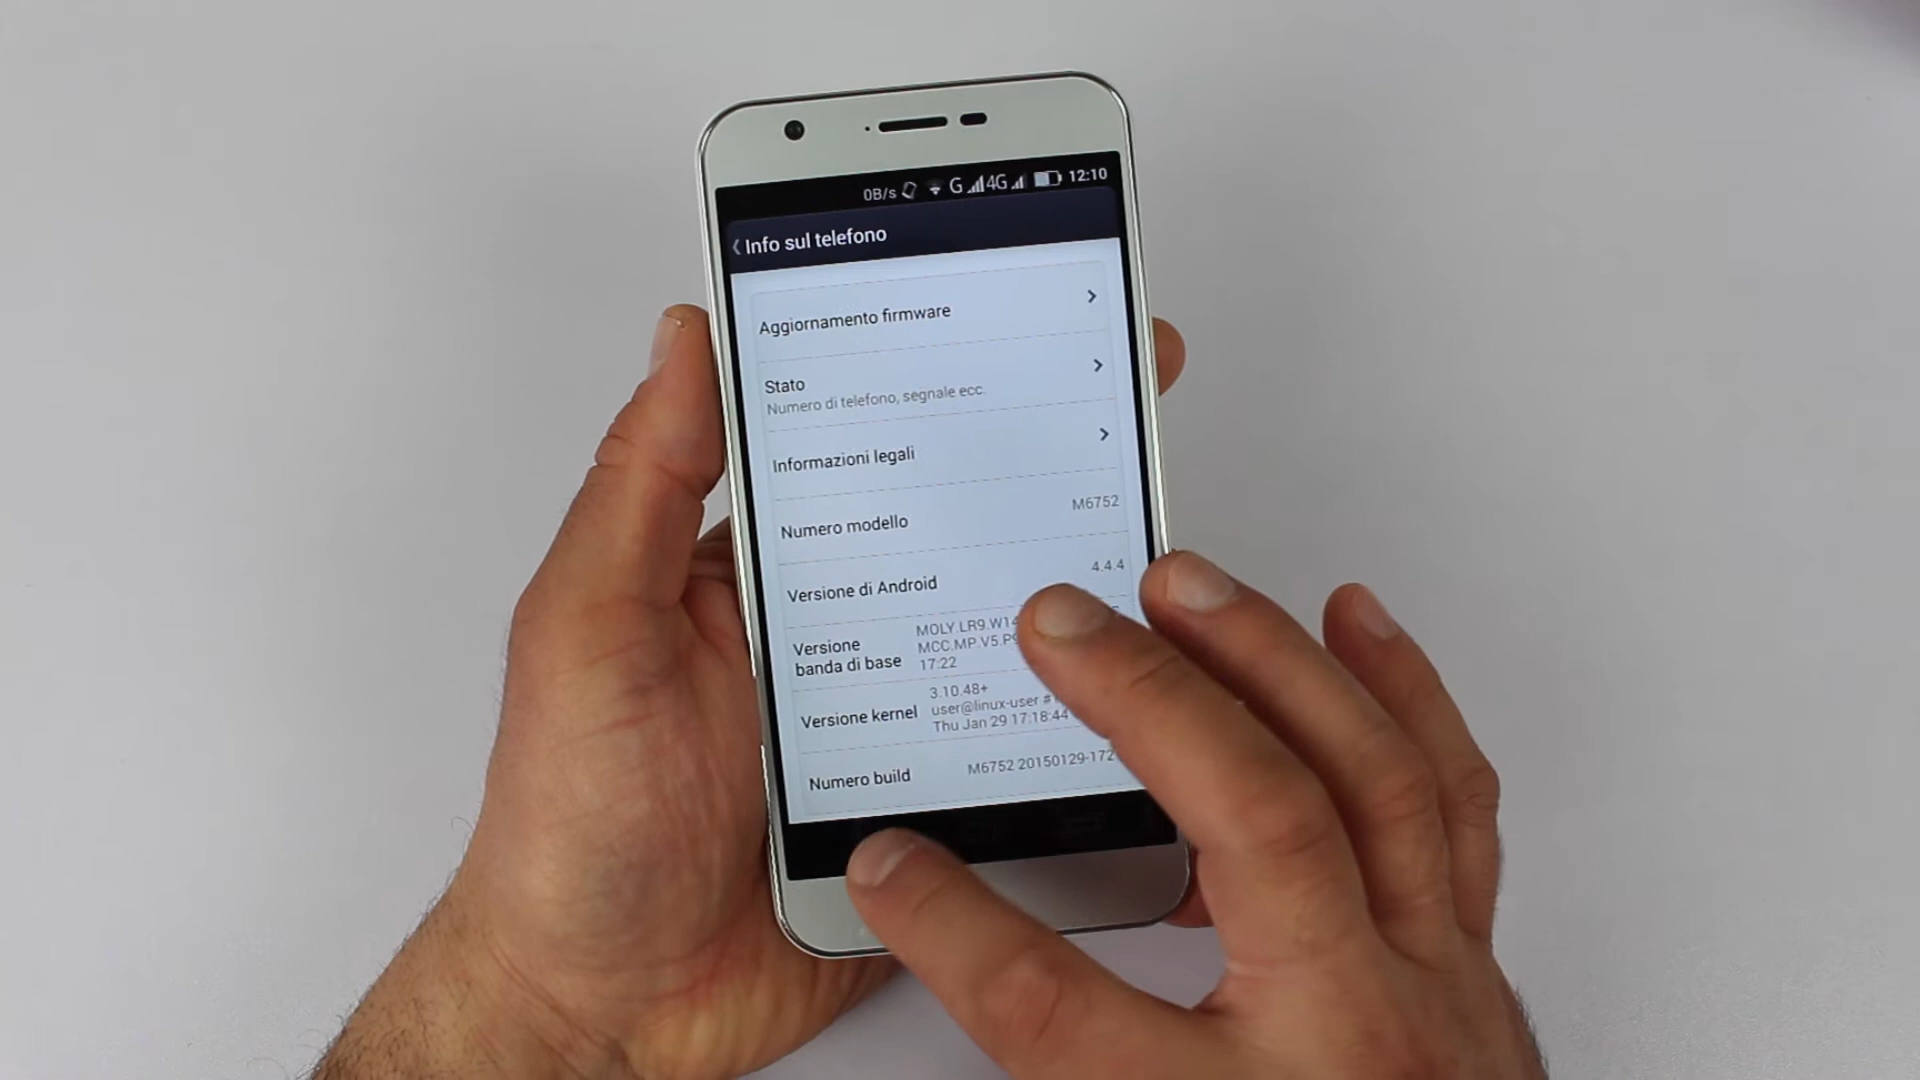 0B/s G 4G 12:10
Info sul telefono
Aggiornamento firmware
Stato
Numero di telefono, segnale ecc.
Informazioni legali
Numero modello M6752
Versione di Android 4.4.4
Versione
banda di base
MOLY.LR9.W14
MCC.MP.V5.P
17:22
Versione kernel
3.10.48+
user@linux-user #
Thu Jan 29 17:18:44
Numero build M6752 20150129-172